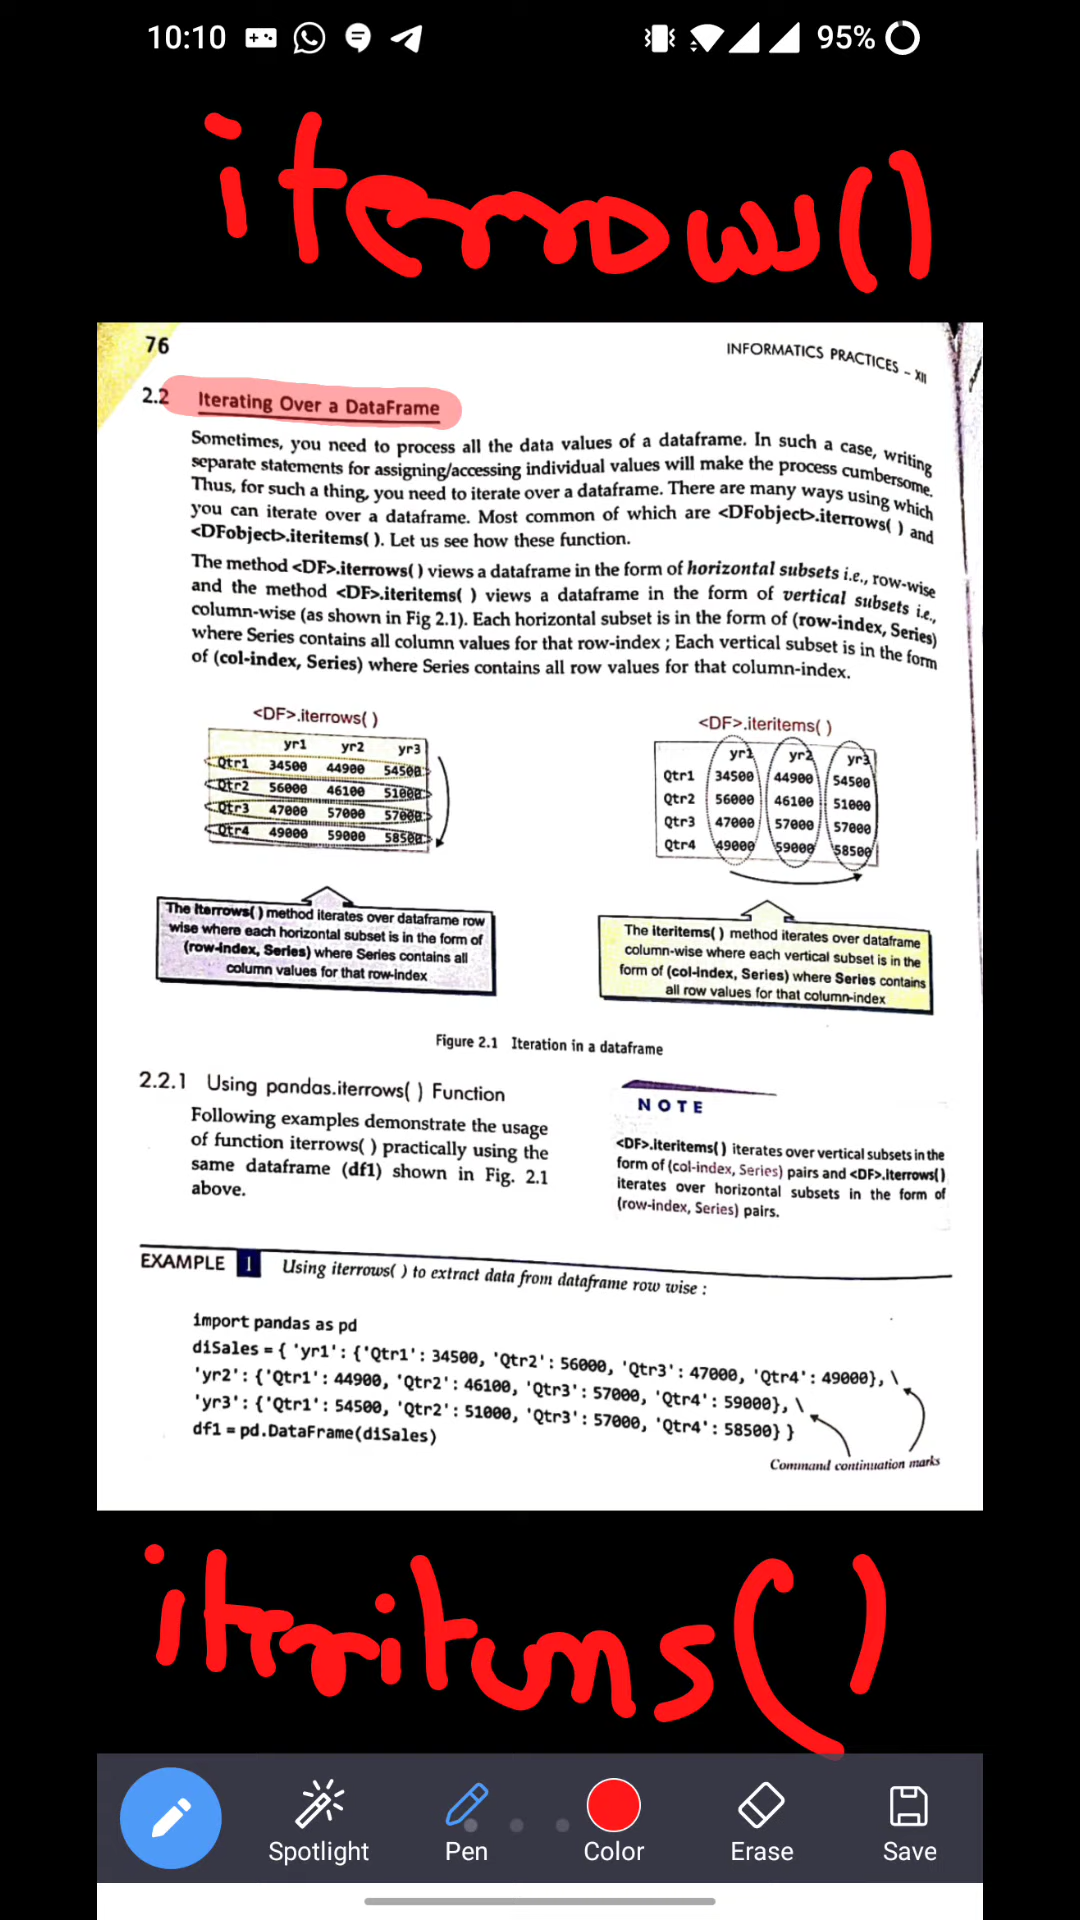 10:10 95%
iterrows()
76
INFORMATICS PRACTICES – XII
2.2 Iterating Over a DataFrame
Sometimes, you need to process all the data values of a dataframe. In such a case, writing
separate statements for assigning/accessing individual values will make the process cumbersome.
Thus, for such a thing, you need to iterate over a dataframe. There are many ways using which
you can iterate over a dataframe. Most common of which are <DFobject>.iterrows( ) and
<DFobject>.iteritems( ). Let us see how these function.
The method <DF>.iterrows( ) views a dataframe in the form of horizontal subsets i.e., row-wise
and the method <DF>.iteritems( ) views a dataframe in the form of vertical subsets i.e.,
column-wise (as shown in Fig 2.1). Each horizontal subset is in the form of (row-index, Series)
where Series contains all column values for that row-index ; Each vertical subset is in the form
of (col-index, Series) where Series contains all row values for that column-index.
<DF>.iterrows( )
yr1 yr2 yr3
Qtr1 34500 44900 54500
Qtr2 56000 46100 51000
Qtr3 47000 57000 57000
Qtr4 49000 59000 58500
The iterrows( ) method iterates over dataframe row
wise where each horizontal subset is in the form of
(row-index, Series) where Series contains all
column values for that row-index
<DF>.iteritems( )
yr1 yr2 yr3
Qtr1 34500 44900 54500
Qtr2 56000 46100 51000
Qtr3 47000 57000 57000
Qtr4 49000 59000 58500
The iteritems( ) method iterates over dataframe
column-wise where each vertical subset is in the
form of (col-index, Series) where Series contains
all row values for that column-index
Figure 2.1 Iteration in a dataframe
2.2.1 Using pandas.iterrows( ) Function
Following examples demonstrate the usage
of function iterrows( ) practically using the
same dataframe (df1) shown in Fig. 2.1
above.
NOTE
<DF>.iteritems( ) iterates over vertical subsets in the
form of (col-index, Series) pairs and <DF>.iterrows()
iterates over horizontal subsets in the form of
(row-index, Series) pairs.
EXAMPLE 1 Using iterrows( ) to extract data from dataframe row wise :
import pandas as pd
diSales = { 'yr1' : {'Qtr1' : 34500, 'Qtr2' : 56000, 'Qtr3' : 47000, 'Qtr4' : 49000}, \
'yr2' : {'Qtr1' : 44900, 'Qtr2' : 46100, 'Qtr3' : 57000, 'Qtr4' : 59000}, \
'yr3' : {'Qtr1' : 54500, 'Qtr2' : 51000, 'Qtr3' : 57000, 'Qtr4' : 58500} }
df1 = pd.DataFrame(diSales)
Command continuation marks
iteritems()
Spotlight Pen Color Erase Save